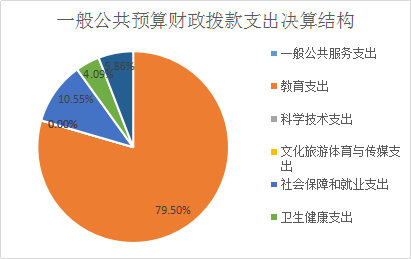 一般公共预算财政拨款支出决算结构
5.86%
4.09%
10.55%
0.00%
79.50%
一般公共服务支出
教育支出
科学技术支出
文化旅游体育与传媒支
出
社会保障和就业支出
卫生健康支出